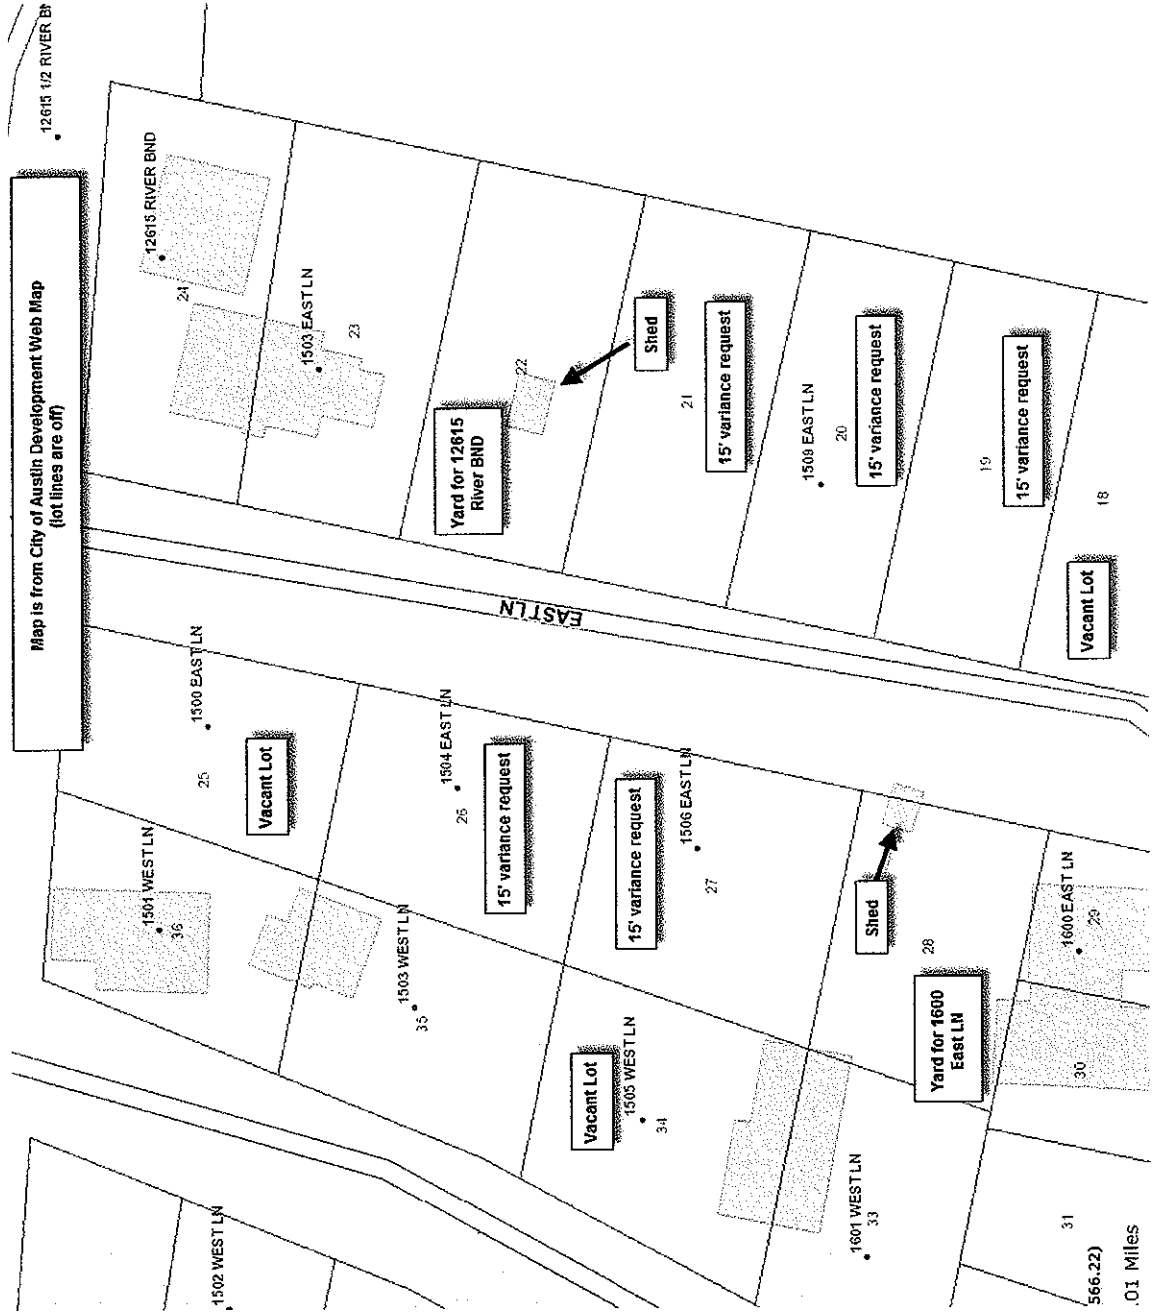 Map is from City of Austin Development Web Map
(lot lines are off)
12615 1/2 RIVER
12615 RIVER BND
24
1503 EAST LN
23
22
Yard for 12615
River BND
Shed
21
15' variance request
1509 EAST LN
20
15' variance request
19
15' variance request
18
Vacant Lot
EAST LN
1500 EAST LN
25
Vacant Lot
1504 EAST LN
26
15' variance request
15' variance request
1506 EAST LN
27
Shed
28
Yard for 1600
East LN
1600 EAST LN
29
30
1501 WEST LN
36
1503 WEST LN
35
Vacant Lot
1505 WEST LN
34
1601 WEST LN
33
31
1502 WEST LN
566.22)
.01 Miles